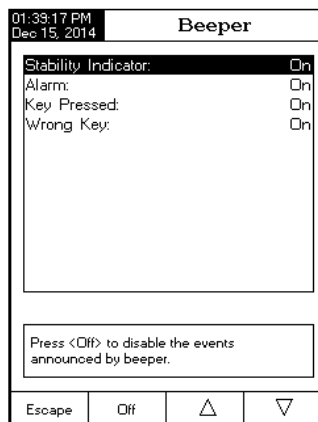 01:39:17 PM
Dec 15, 2014
Beeper
Stability Indicator: On
Alarm: On
Key Pressed: On
Wrong Key: On
Press <Off> to disable the events
announced by beeper.
Escape Off △ ▽